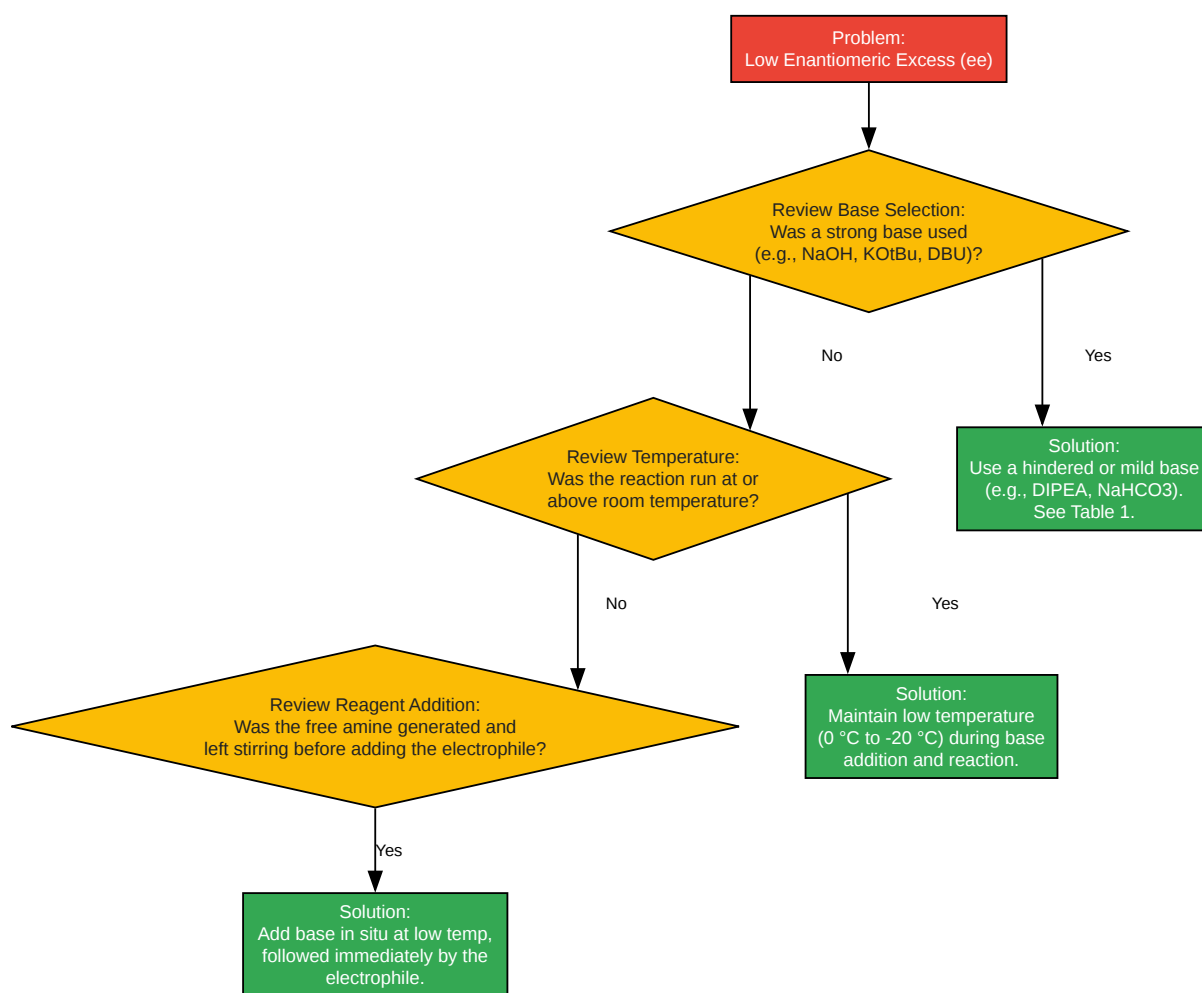 Problem:
Low Enantiomeric Excess (ee)
Review Base Selection:
Was a strong base used
(e.g., NaOH, KOtBu, DBU)?
No
Yes
Review Temperature:
Was the reaction run at or
above room temperature?
Solution:
Use a hindered or mild base
(e.g., DIPEA, NaHCO3).
See Table 1.
No
Yes
Review Reagent Addition:
Was the free amine generated and
left stirring before adding the electrophile?
Solution:
Maintain low temperature
(0 °C to -20 °C) during base
addition and reaction.
Yes
Solution:
Add base in situ at low temp,
followed immediately by the
electrophile.